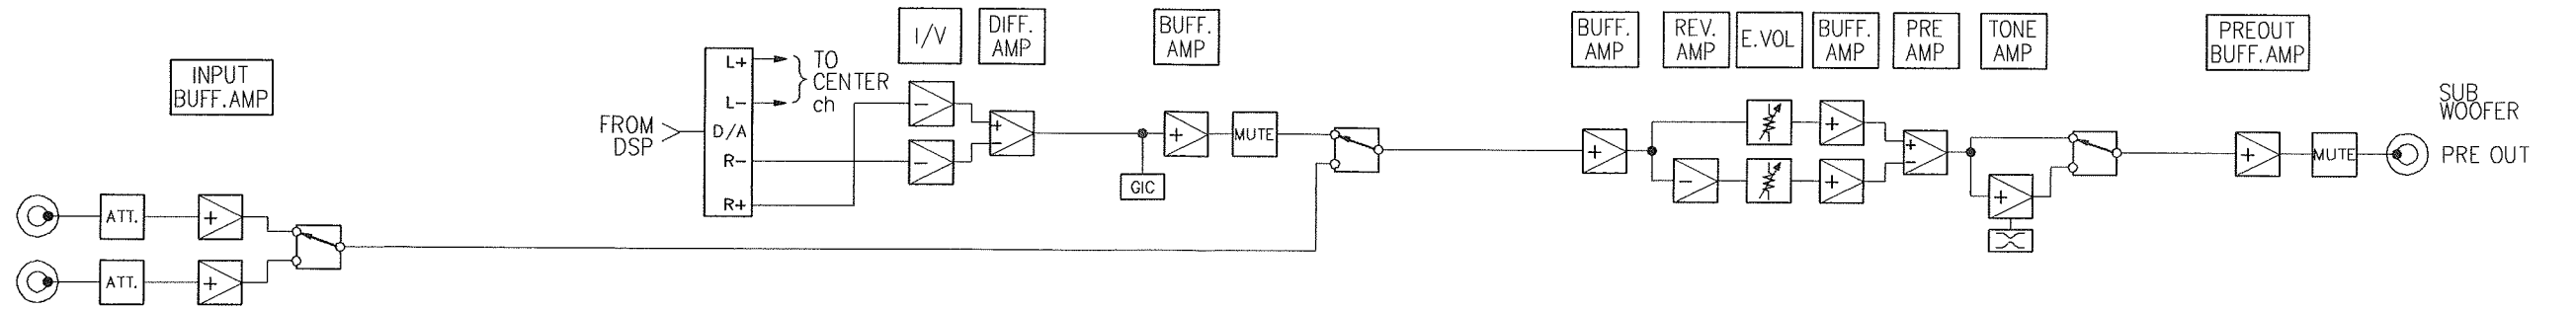 INPUT
BUFF.AMP
I/V
DIFF.
AMP
BUFF.
AMP
BUFF.
AMP
REV.
AMP
E.VOL
BUFF.
AMP
PRE
AMP
TONE
AMP
PREOUT
BUFF.AMP
L+
L-
D/A
R-
R+
TO
CENTER
ch
FROM
DSP
-
-
+
-
+
MUTE
GIC
+
-
+
+
+
-
+
+
MUTE
SUB
WOOFER
PRE OUT
ATT.
+
ATT.
+